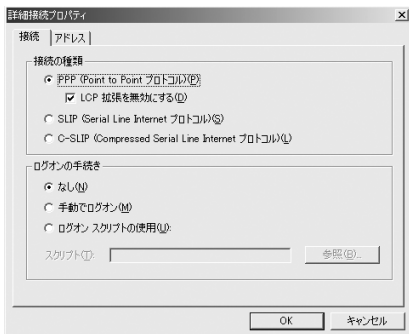 詳細接続プロパティ
接続 アドレス
接続の種類
PPP (Point to Point プロトコル)(P)
LCP 拡張を無効にする(D)
SLIP (Serial Line Internet プロトコル)(S)
C-SLIP (Compressed Serial Line Internet プロトコル)(L)
ログオンの手続き
なし(N)
手動でログオン(M)
ログオン スクリプトの使用(U):
スクリプト(T): 参照(B)...
OK キャンセル